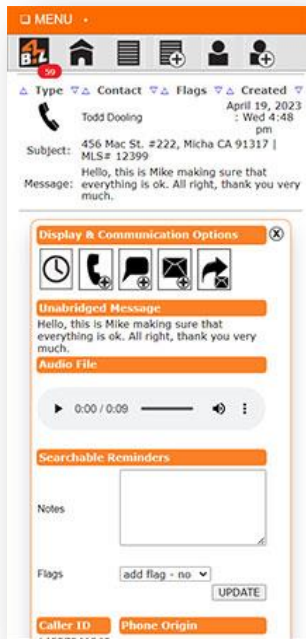 MENU
BZ
59
Type Contact Flags Created
Todd Dooling
April 19, 2023
: Wed 4:48
pm
Subject: 456 Mac St. #222, Micha CA 91317 |
MLS# 12399
Message: Hello, this is Mike making sure that
everything is ok. All right, thank you very
much.
Display & Communication Options
Unabridged Message
Hello, this is Mike making sure that
everything is ok. All right, thank you very
much.
Audio File
0:00 / 0:09
Searchable Reminders
Notes
Flags add flag - no
UPDATE
Caller ID Phone Origin